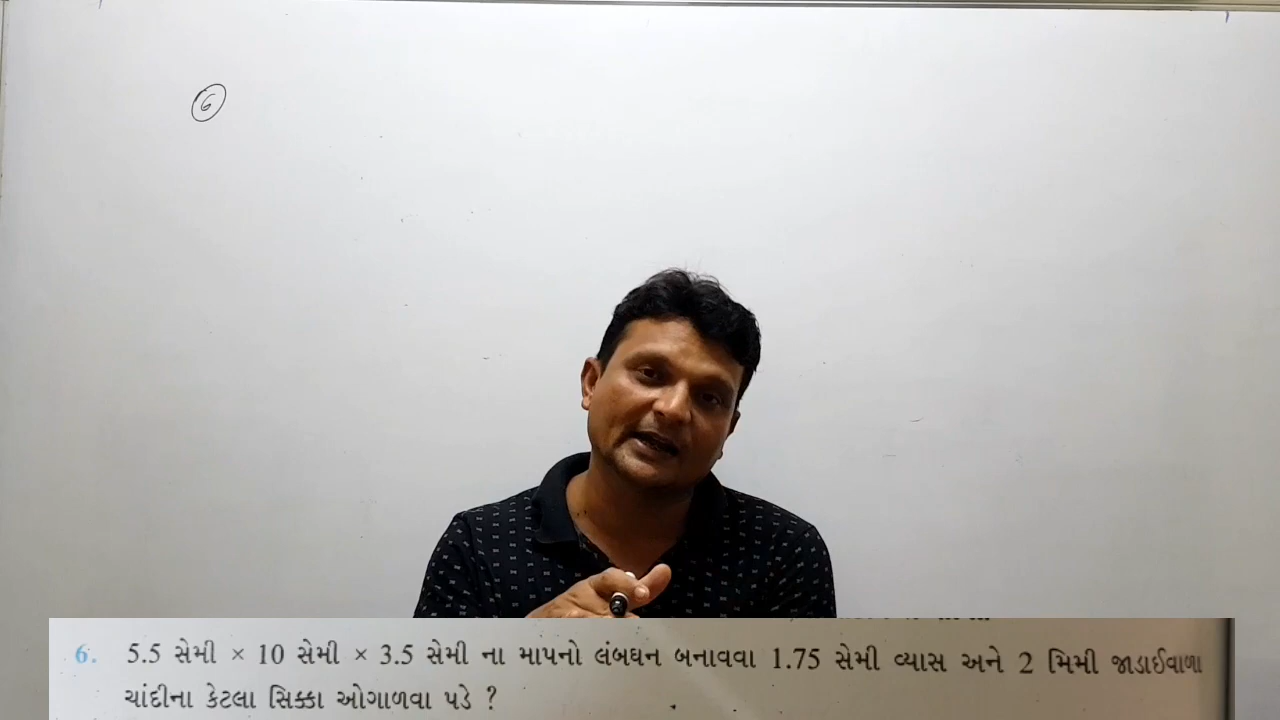 6
6. 5.5 સેમી × 10 સેમી × 3.5 સેમી ના માપનો લંબઘન બનાવવા 1.75 સેમી વ્યાસ અને 2 મિમી જાડાઈવાળા
ચાંદીના કેટલા સિક્કા ઓગાળવા પડે ?